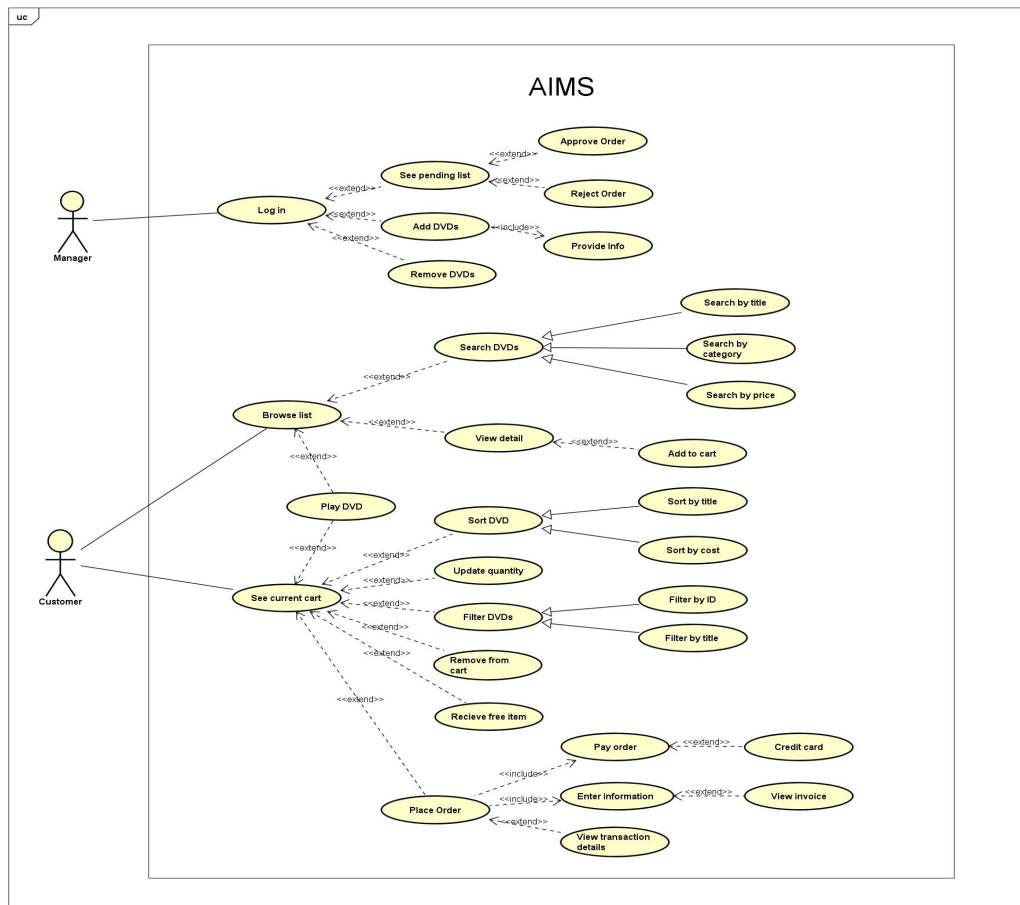 uc
AIMS
Approve Order
<<extend>>
See pending list
<<extend>>
<<extend>>
Reject Order
Log in
<<extend>>
Add DVDs
<<include>>
<<extend>>
Provide Info
Manager
Remove DVDs
Search by title
Search DVDs
Search by
category
<<extend>>
Search by price
Browse list
<<extend>>
View detail
<<extend>>
Add to cart
<<extend>>
Play DVD
Sort by title
Sort DVD
<<extend>>
<<extend>>
Sort by cost
Update quantity
<<extend>>
Customer
See current cart
Filter by ID
<<extend>>
Filter DVDs
<<extend>>
Filter by title
<<extend>>
Remove from
cart
<<extend>>
Recieve free item
Pay order
<<extend>>
Credit card
<<include>>
Place Order
<<include>>
Enter information
<<extend>>
View invoice
<<extend>>
View transaction
details